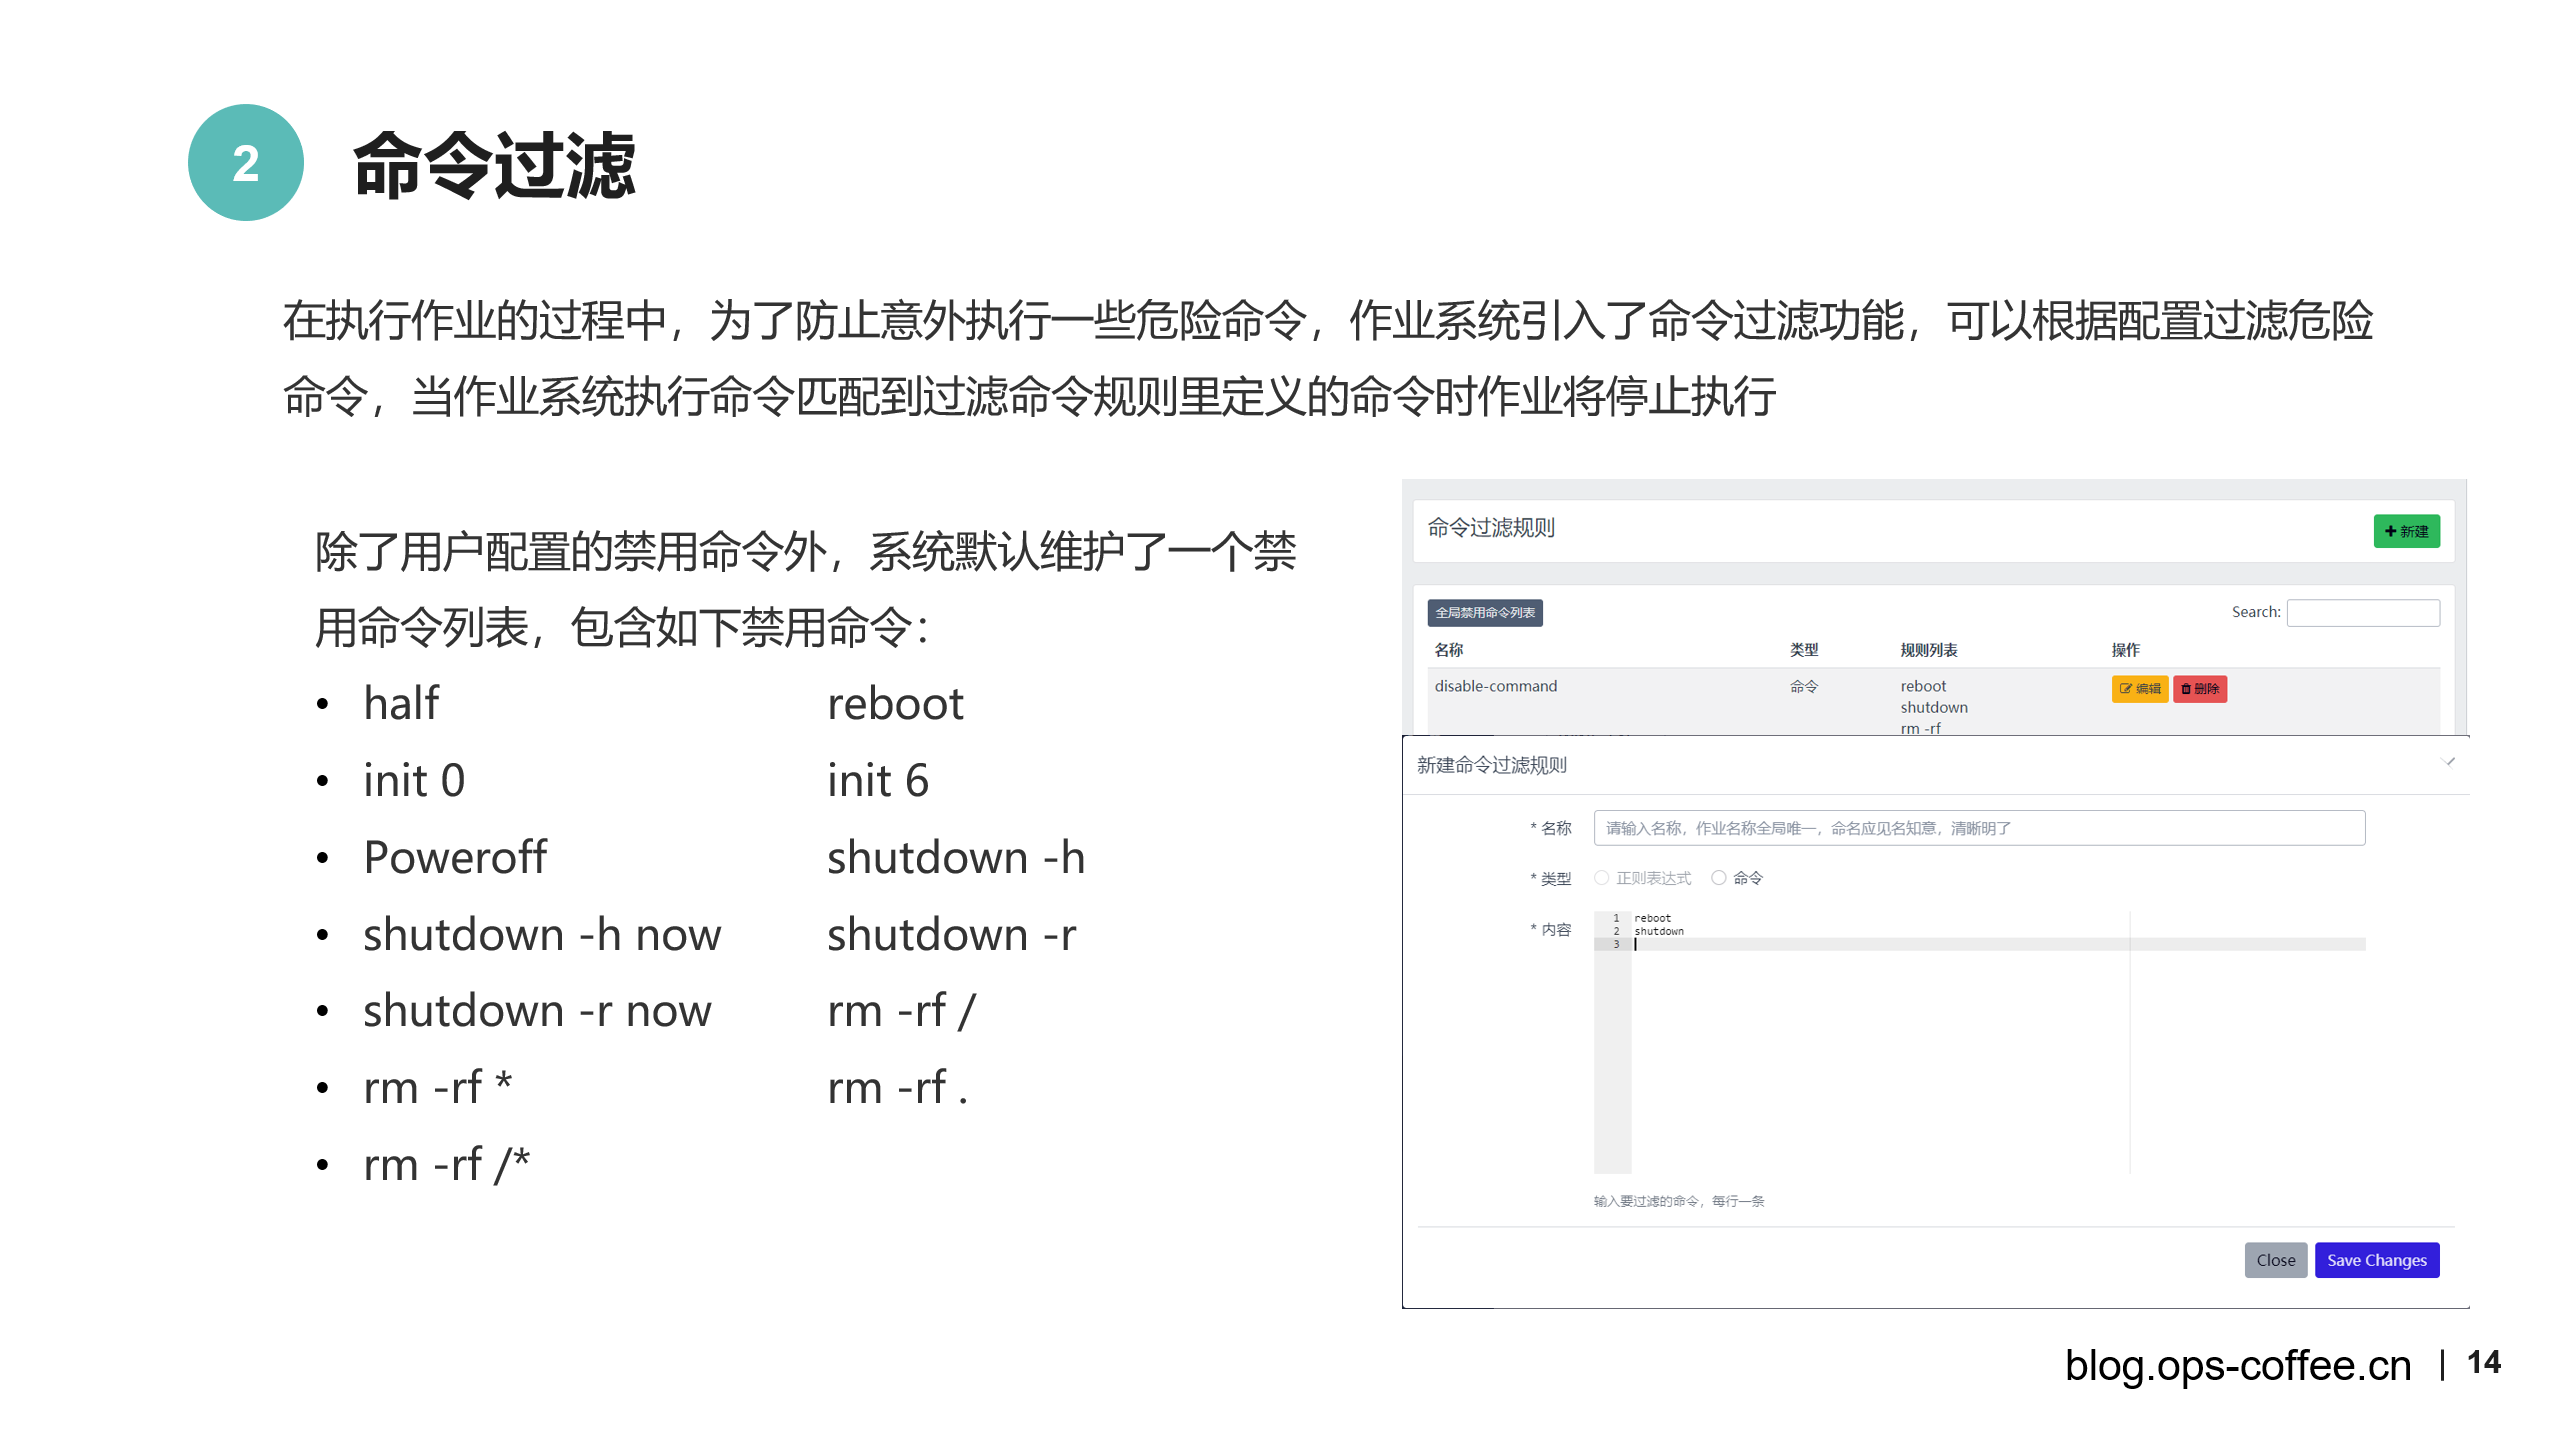 2
命令过滤
在执行作业的过程中，为了防止意外执行一些危险命令，作业系统引入了命令过滤功能，可以根据配置过滤危险
命令，当作业系统执行命令匹配到过滤命令规则里定义的命令时作业将停止执行
除了用户配置的禁用命令外，系统默认维护了一个禁
用命令列表，包含如下禁用命令：
• half reboot
• init 0 init 6
• Poweroff shutdown -h
• shutdown -h now shutdown -r
• shutdown -r now rm -rf /
• rm -rf * rm -rf .
• rm -rf /*
命令过滤规则
新建
全局禁用命令列表 Search:
名称 类型 规则列表 操作
disable-command 命令 reboot 编辑 删除
shutdown
rm -rf
新建命令过滤规则
* 名称 请输入名称，作业名称全局唯一，命名应见名知意，清晰明了
* 类型 正则表达式 命令
* 内容
1 reboot
2 shutdown
3
输入要过滤的命令，每行一条
Close Save Changes
blog.ops-coffee.cn | 14